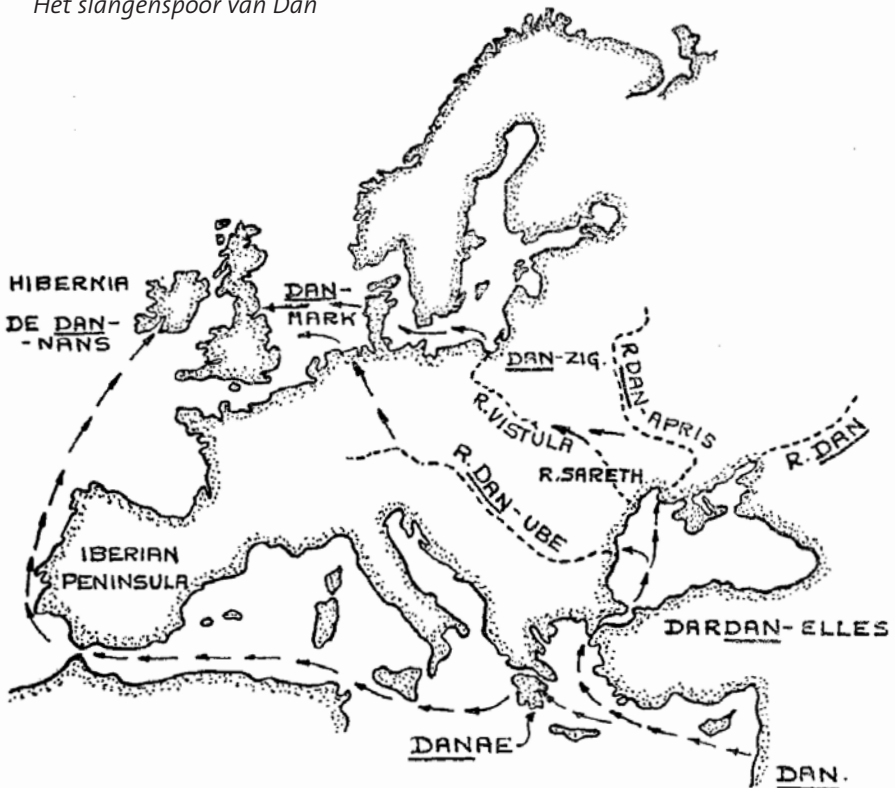 Het slangenspoor van Dan
HIBERNIA
DE DAN-
-NANS
DAN-
MARK
DAN-ZIG.
R.DAN-APRIS
R.VISTULA
R.SARETH
R.DAN
R.DAN-UBE
IBERIAN
PENINSULA
DARDAN-ELLES
DANAE
DAN.